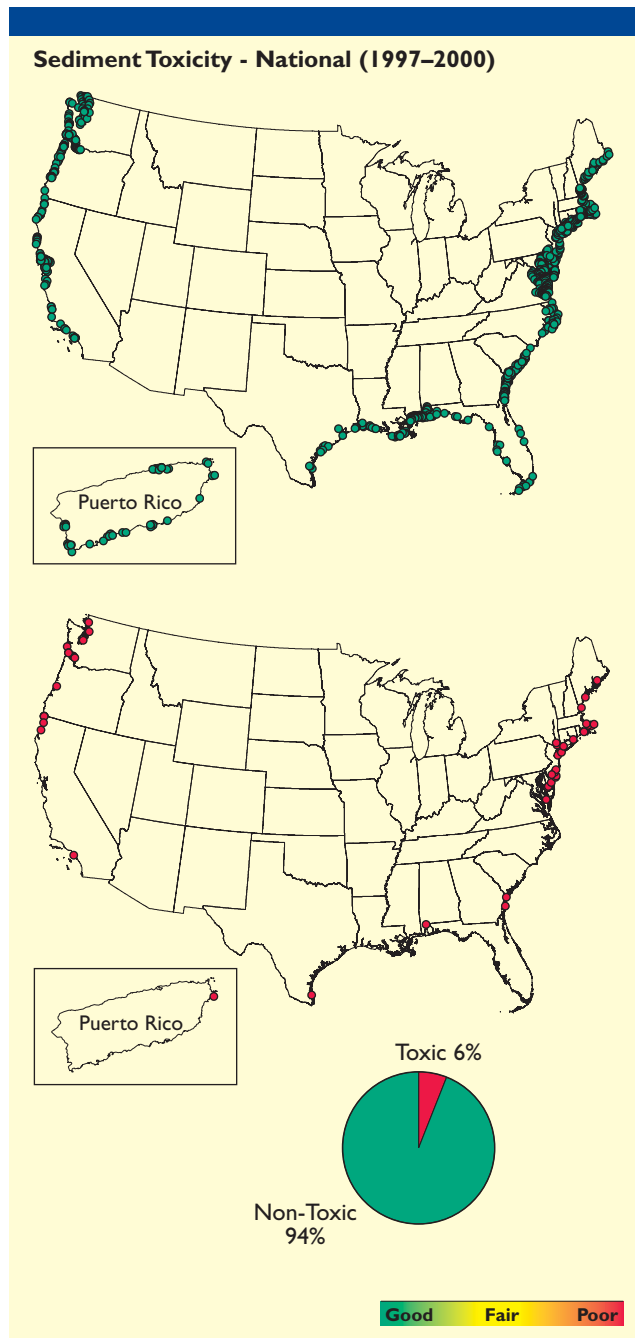 Sediment Toxicity - National (1997–2000)
Puerto Rico
Puerto Rico
Toxic 6%
Non-Toxic
94%
Good Fair Poor